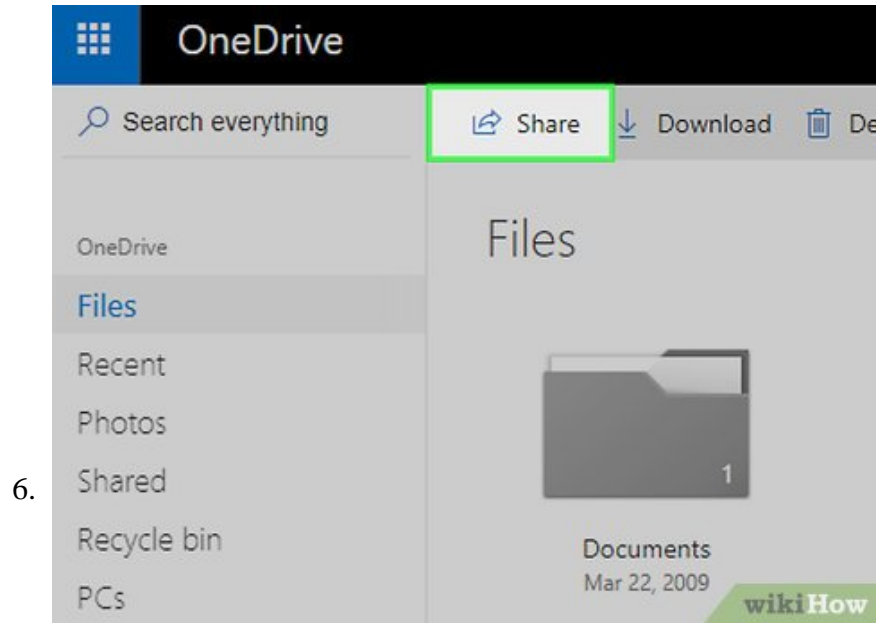 OneDrive
Search everything
Share Download De
OneDrive
Files
Recent
Photos
Shared
Recycle bin
PCs
Files
1
Documents
Mar 22, 2009
6.
wikiHow